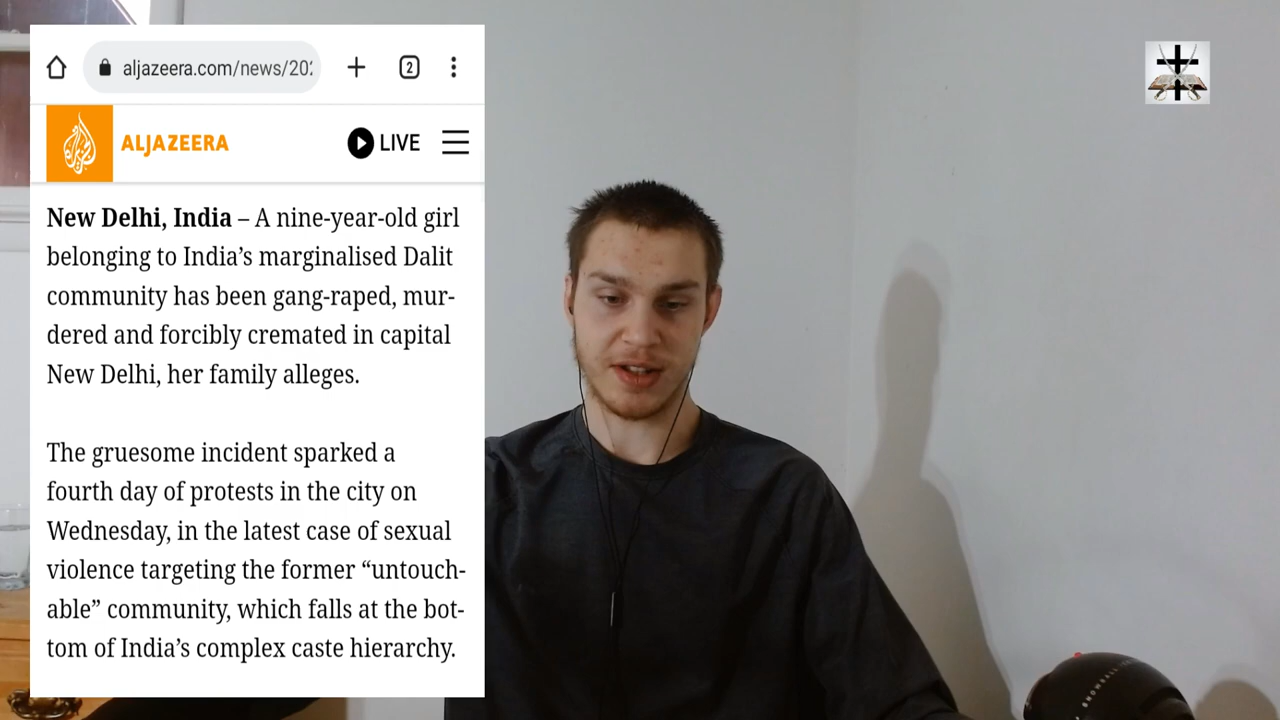 aljazeera.com/news/202
2
ALJAZEERA
LIVE
New Delhi, India – A nine-year-old girl
belonging to India’s marginalised Dalit
community has been gang-raped, mur-
dered and forcibly cremated in capital
New Delhi, her family alleges.
The gruesome incident sparked a
fourth day of protests in the city on
Wednesday, in the latest case of sexual
violence targeting the former “untouch-
able” community, which falls at the bot-
tom of India’s complex caste hierarchy.